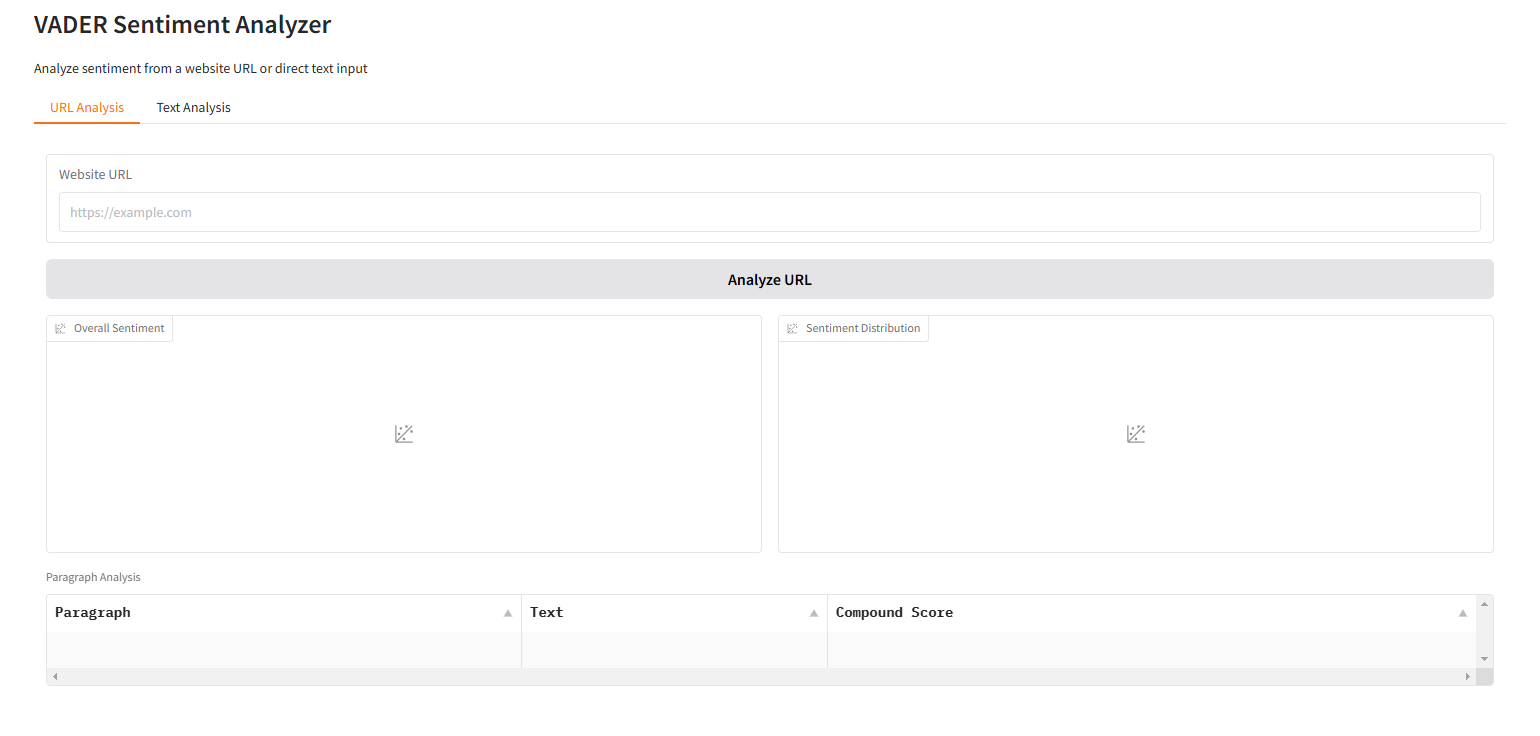 VADER Sentiment Analyzer
Analyze sentiment from a website URL or direct text input
URL Analysis Text Analysis
Website URL
https://example.com
Analyze URL
Overall Sentiment Sentiment Distribution
Paragraph Analysis
Paragraph Text Compound Score